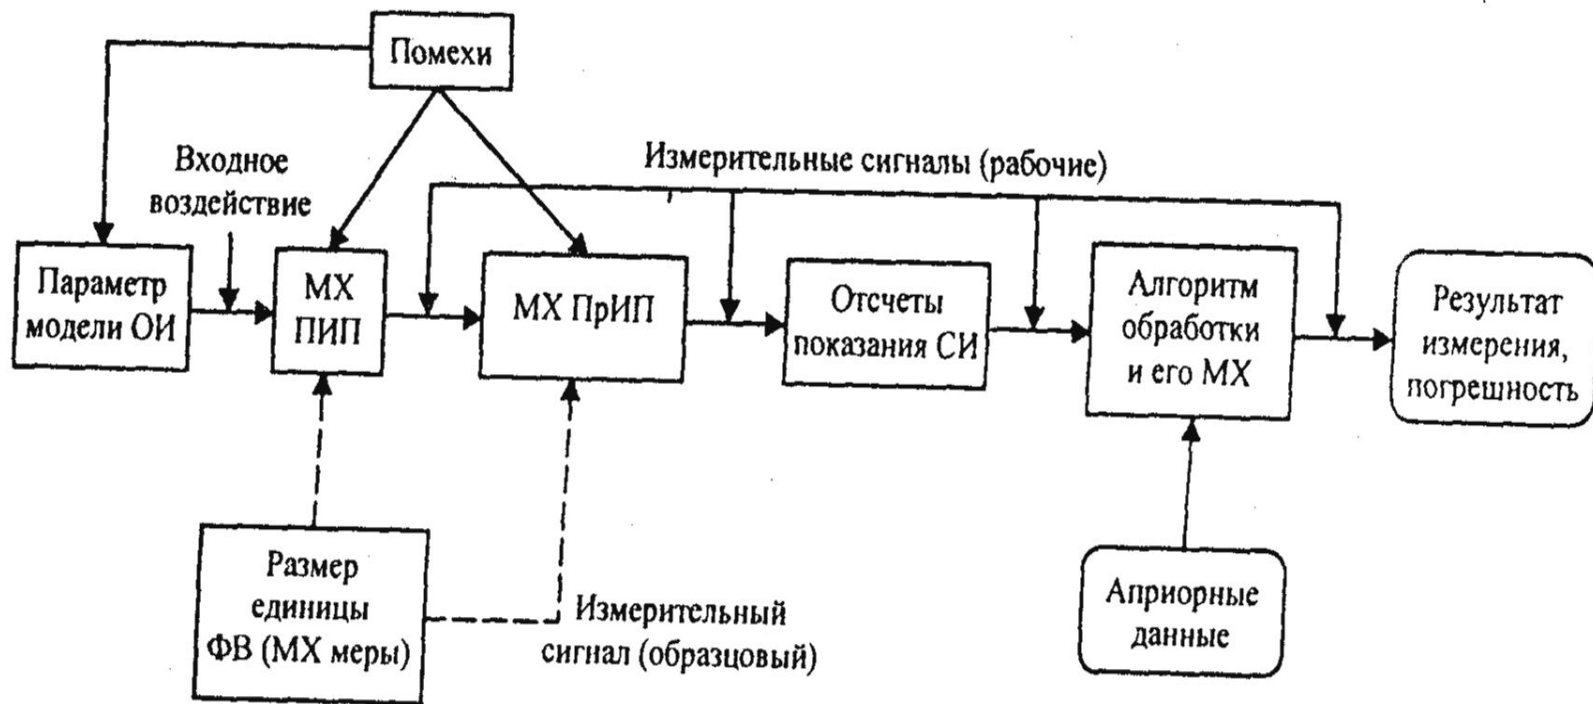 Помехи
Входное
воздействие
Измерительные сигналы (рабочие)
Параметр
модели ОИ
МХ
ПИП
МХ ПрИП
Отсчеты
показания СИ
Алгоритм
обработки
и его МХ
Результат
измерения,
погрешность
Размер
единицы
ФВ (МХ меры)
Измерительный
сигнал (образцовый)
Априорные
данные